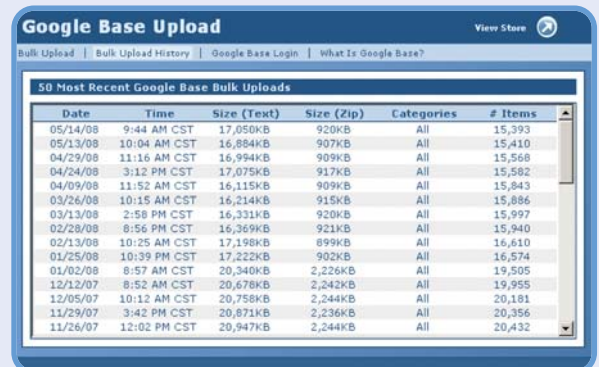 Google Base Upload
View Store
Bulk Upload | Bulk Upload History | Google Base Login | What Is Google Base?
50 Most Recent Google Base Bulk Uploads
Date Time Size (Text) Size (Zip) Categories # Items
05/14/08 9:44 AM CST 17,050KB 920KB All 15,393
05/13/08 10:04 AM CST 16,884KB 907KB All 15,410
04/29/08 11:16 AM CST 16,994KB 909KB All 15,568
04/24/08 3:12 PM CST 17,075KB 917KB All 15,582
04/09/08 11:52 AM CST 16,115KB 909KB All 15,843
03/26/08 10:15 AM CST 16,214KB 915KB All 15,886
03/13/08 2:58 PM CST 16,331KB 920KB All 15,997
02/28/08 8:56 PM CST 16,369KB 921KB All 15,940
02/13/08 10:25 AM CST 17,198KB 899KB All 16,610
01/25/08 10:39 PM CST 17,222KB 902KB All 16,574
01/02/08 8:57 AM CST 20,340KB 2,226KB All 19,505
12/12/07 8:52 AM CST 20,678KB 2,242KB All 19,955
12/05/07 10:12 AM CST 20,758KB 2,244KB All 20,181
11/29/07 3:42 PM CST 20,871KB 2,236KB All 20,356
11/26/07 12:02 PM CST 20,947KB 2,244KB All 20,432